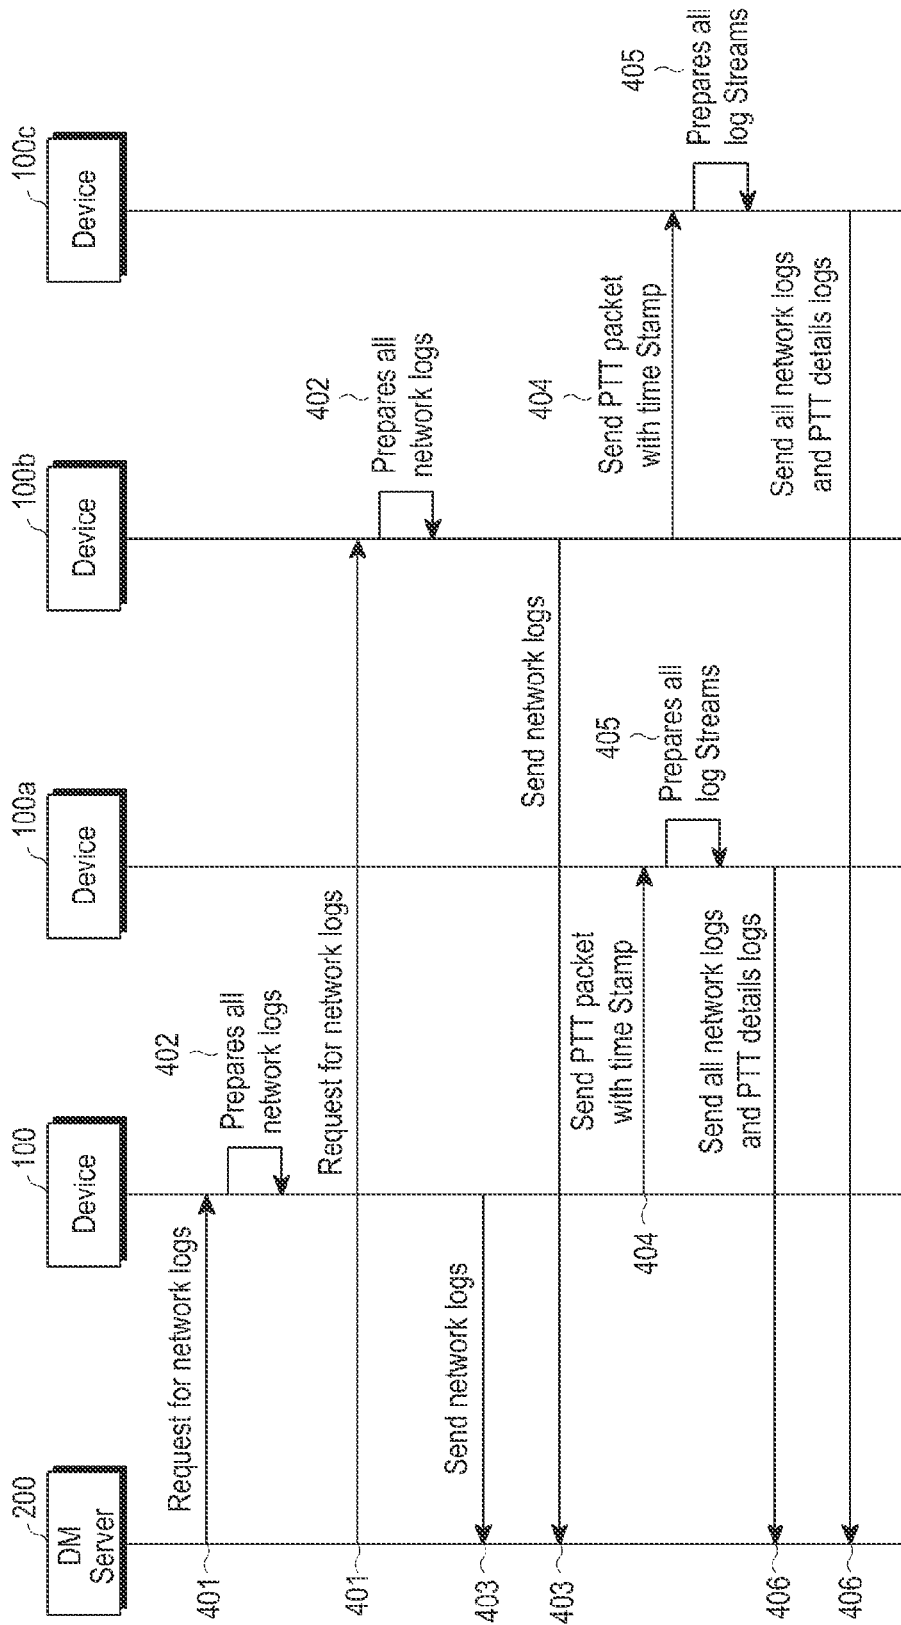 200
DM
Server
100
Device
100a
Device
100b
Device
100c
Device
401
Request for network logs
402
Prepares all
network logs
401
Request for network logs
402
Prepares all
network logs
403
Send network logs
403
Send network logs
404
Send PTT packet
with time Stamp
405
Prepares all
log Streams
404
Send PTT packet
with time Stamp
405
Prepares all
log Streams
406
Send all network logs
and PTT details logs
406
Send all network logs
and PTT details logs